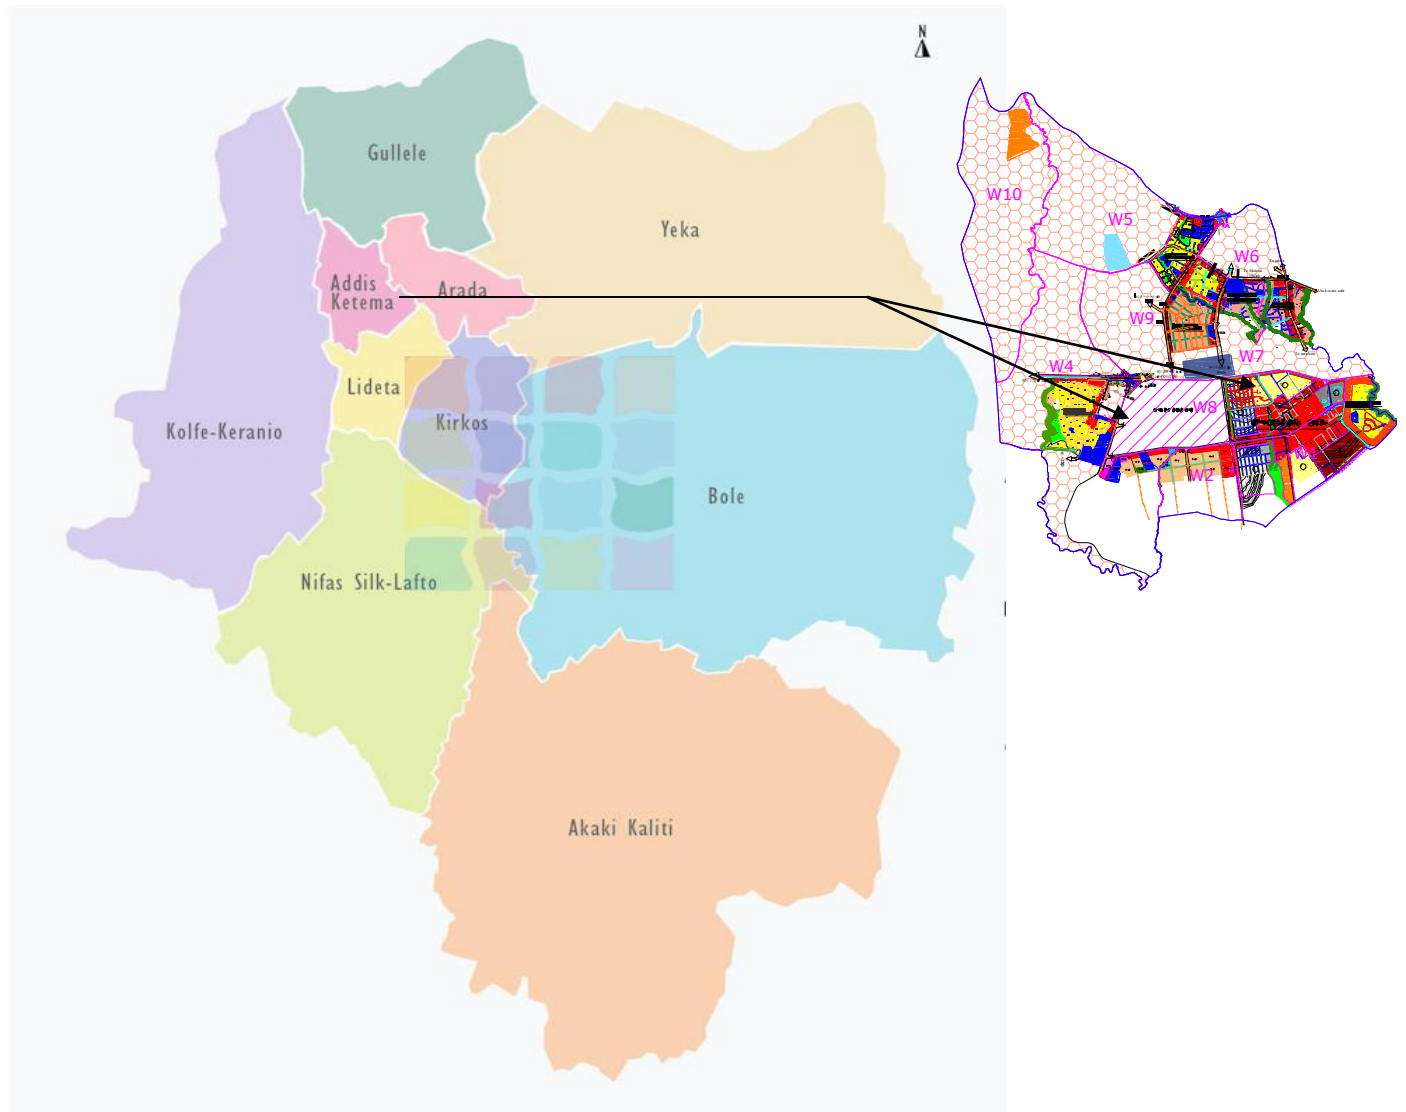 N
Gullele
Yeka
Addis
Ketema
Arada
Lideta
Kirkos
Kolfe-Keranio
Bole
Nifas Silk-Lafto
Akaki Kaliti
W10
W5
W6
W9
W7
W4
W8
W2